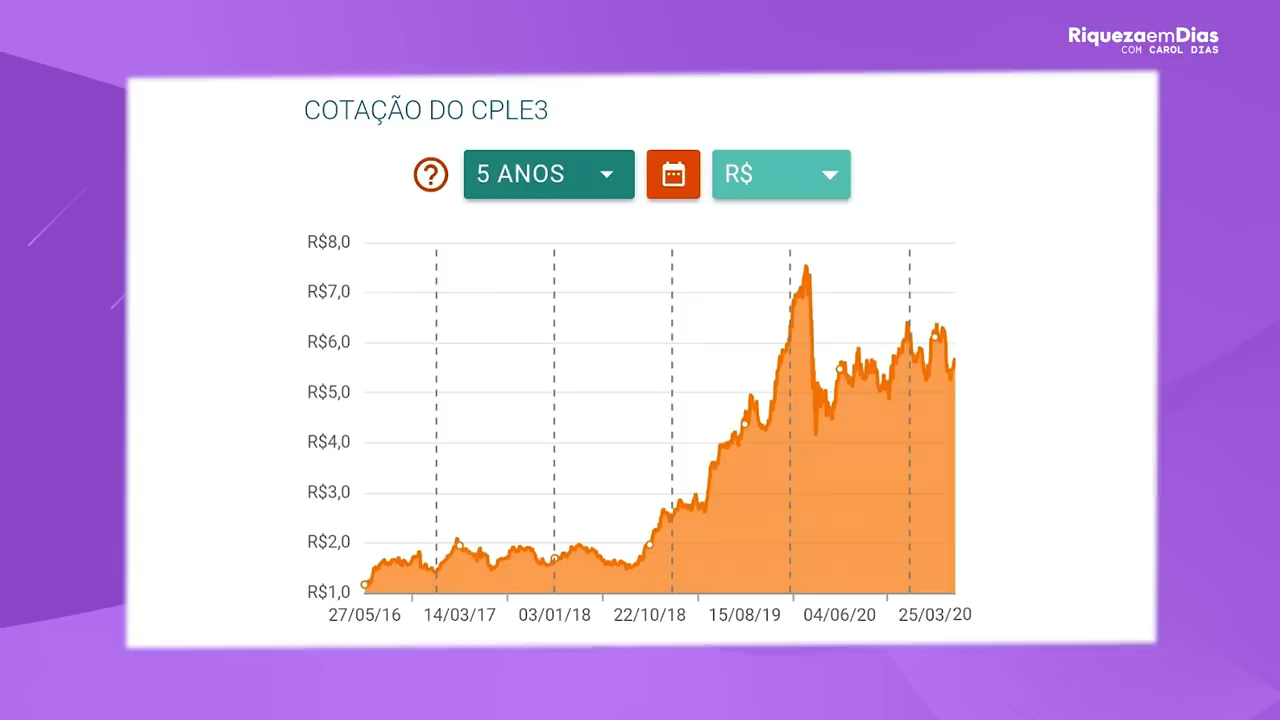 RiquezaemDias
COM CAROL DIAS
COTAÇÃO DO CPLE3
? 5 ANOS R$
R$8,0
R$7,0
R$6,0
R$5,0
R$4,0
R$3,0
R$2,0
R$1,0
27/05/16 14/03/17 03/01/18 22/10/18 15/08/19 04/06/20 25/03/20